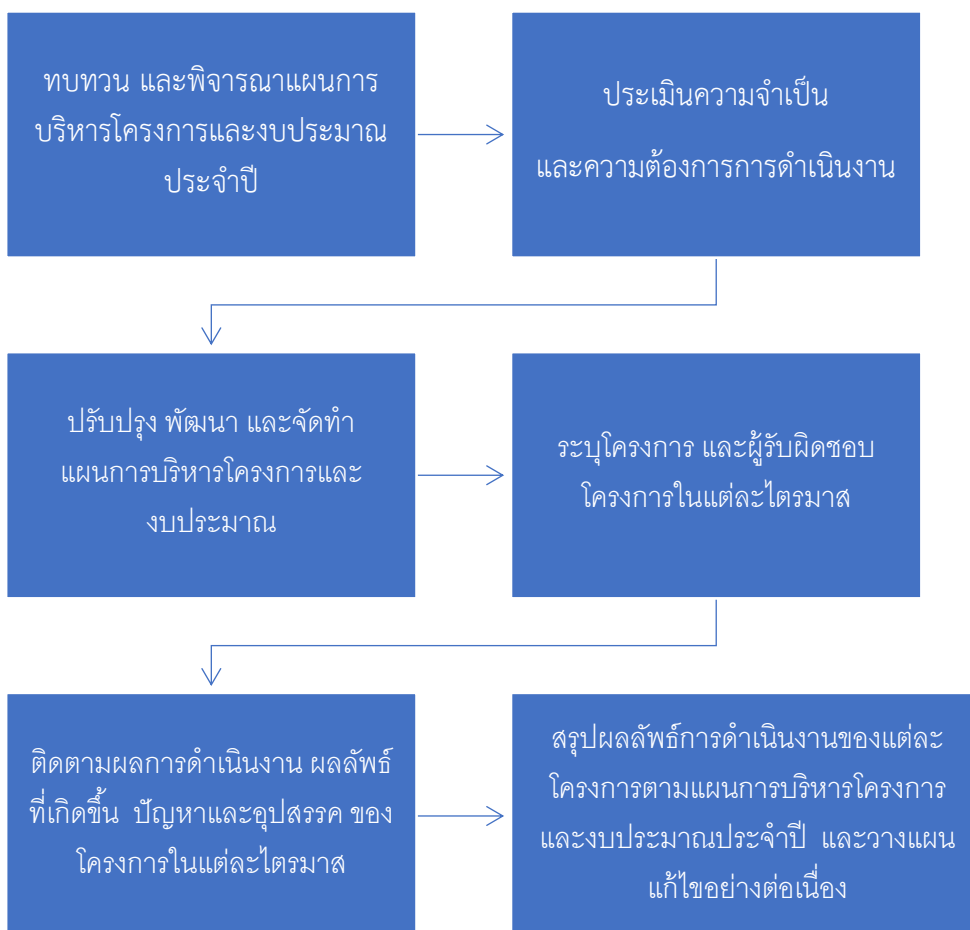 ทบทวน และพิจารณาแผนการ
บริหารโครงการและงบประมาณ
ประจำปี
ประเมินความจำเป็น
และความต้องการการดำเนินงาน
ปรับปรุง พัฒนา และจัดทำ
แผนการบริหารโครงการและ
งบประมาณ
ระบุโครงการ และผู้รับผิดชอบ
โครงการในแต่ละไตรมาส
ติดตามผลการดำเนินงาน ผลลัพธ์
ที่เกิดขึ้น ปัญหาและอุปสรรค ของ
โครงการในแต่ละไตรมาส
สรุปผลลัพธ์การดำเนินงานของแต่ละ
โครงการตามแผนการบริหารโครงการ
และงบประมาณประจำปี และวางแผน
แก้ไขอย่างต่อเนื่อง